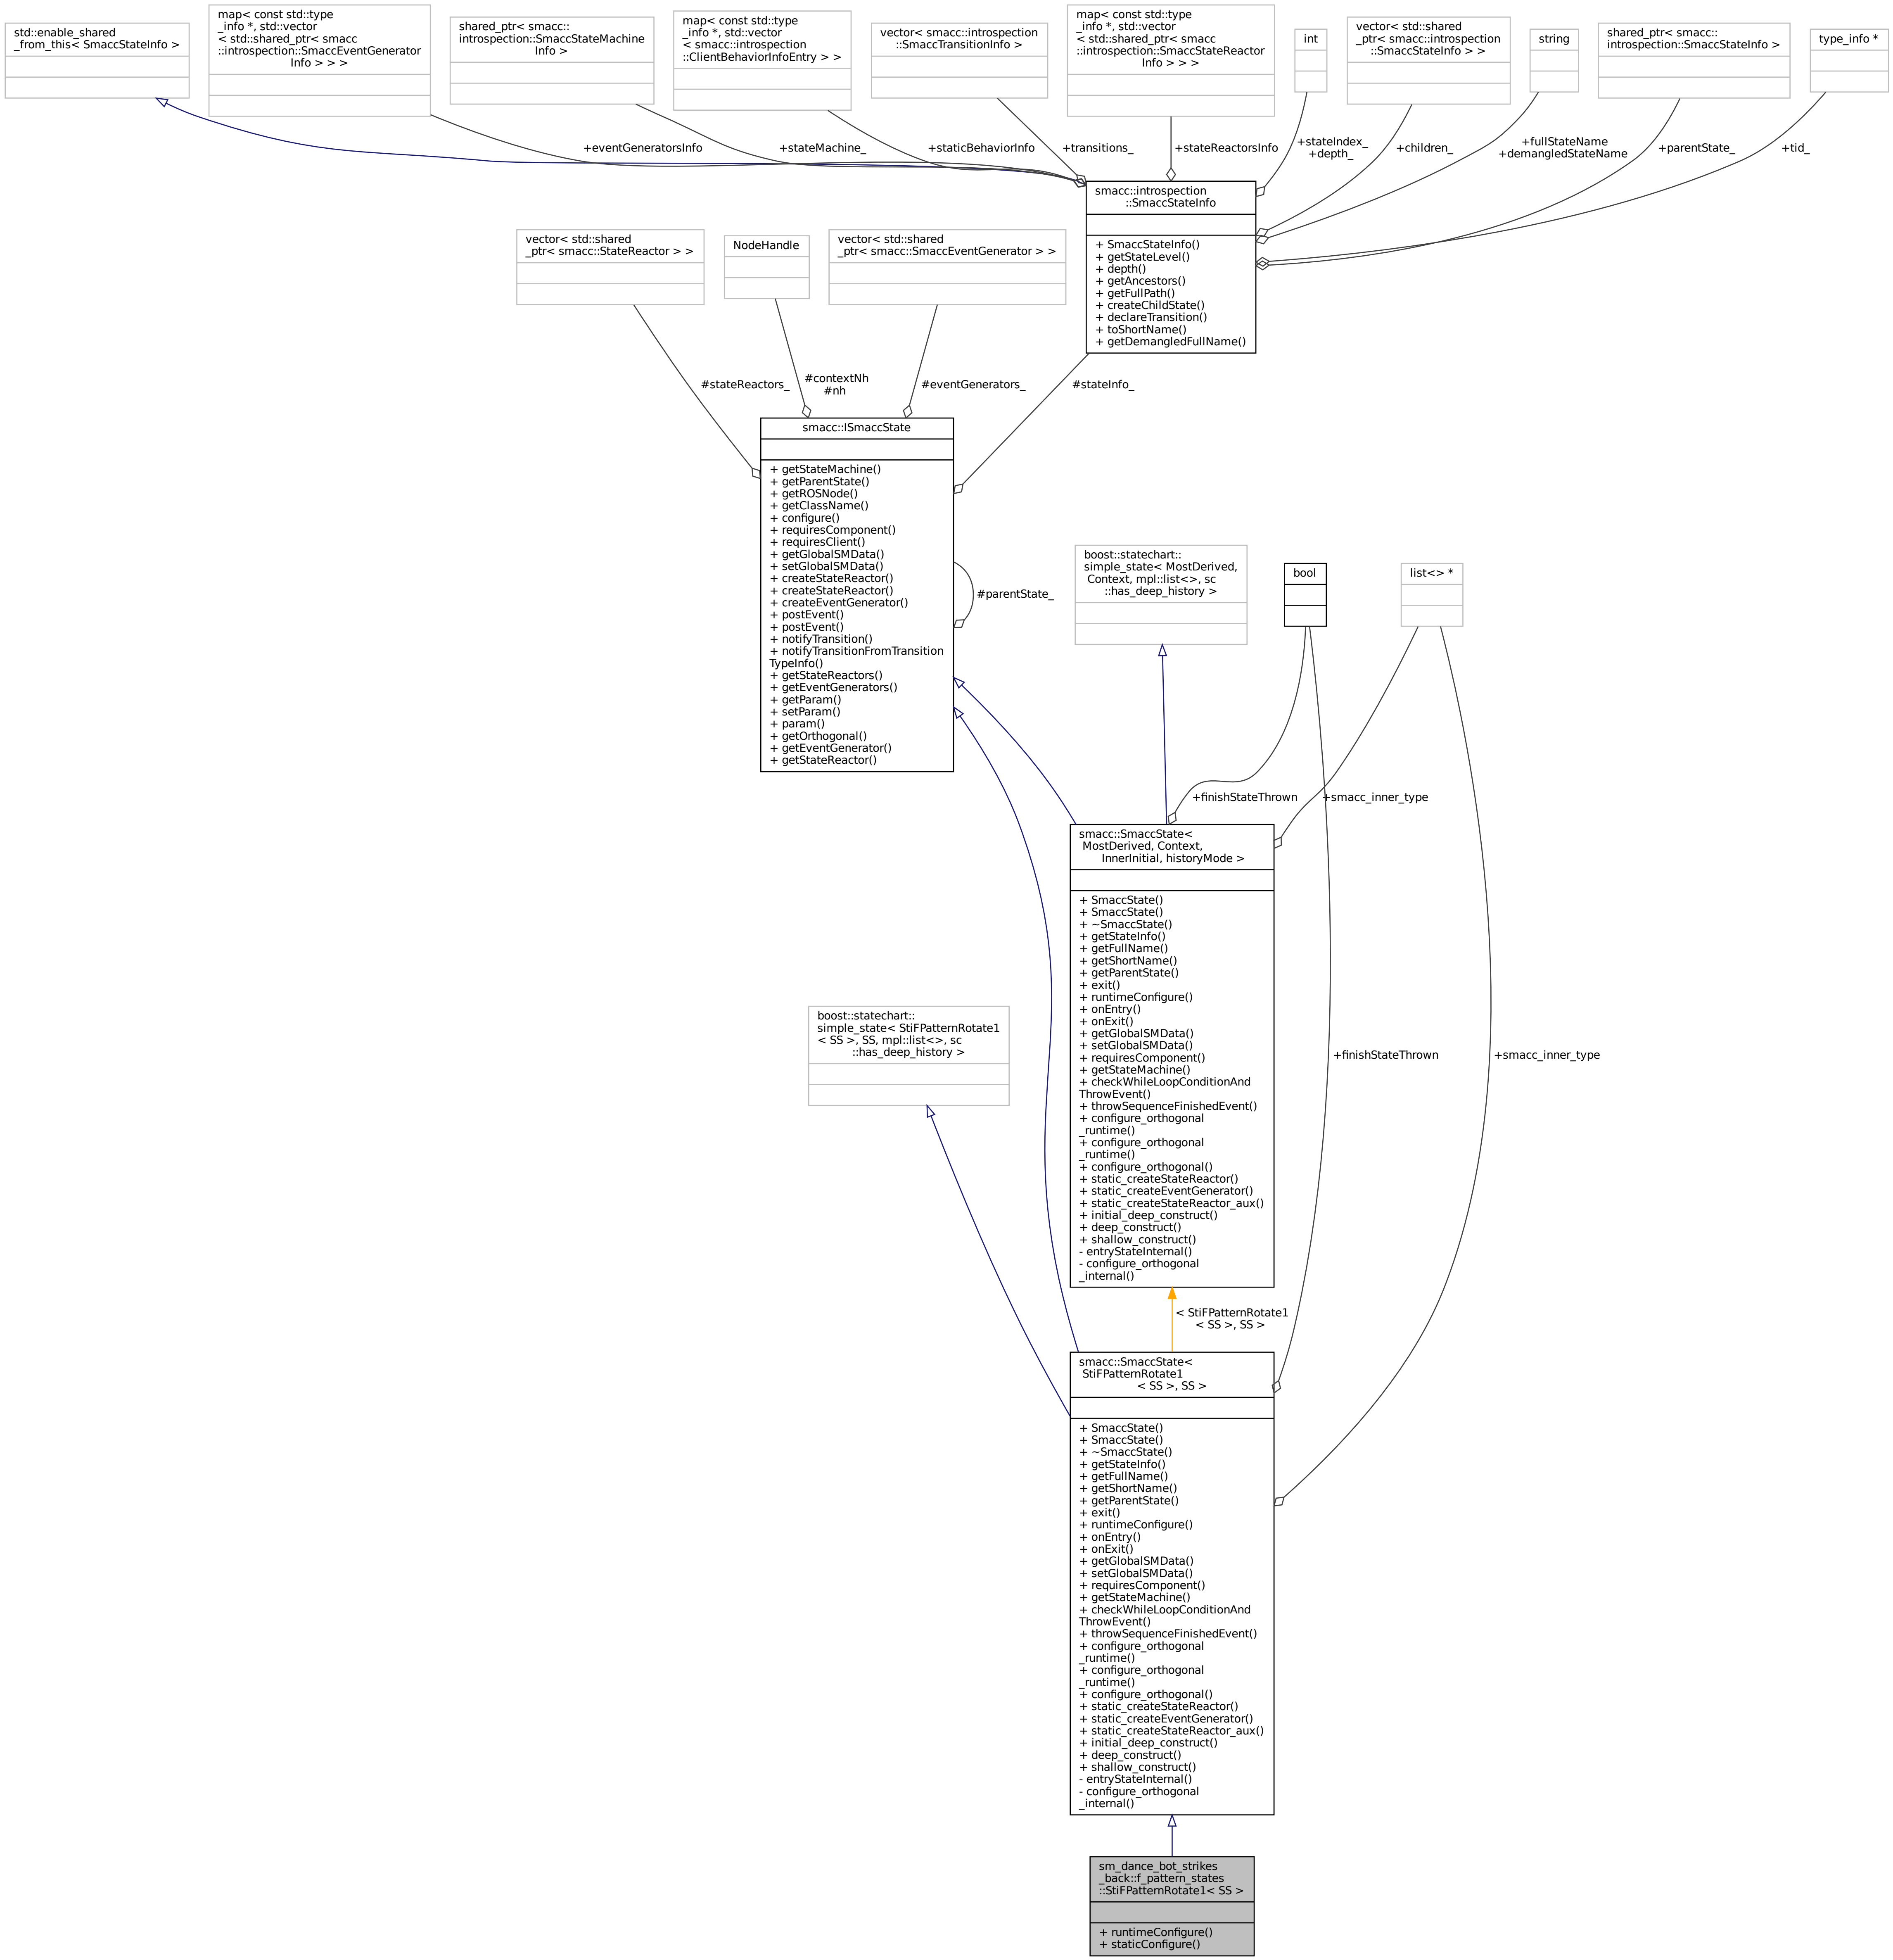 std::enable_shared
_from_this< SmaccStateInfo >
map< const std::type
_info *, std::vector
< std::shared_ptr< smacc
::introspection::SmaccEventGenerator
Info > > >
shared_ptr< smacc::
introspection::SmaccStateMachine
Info >
map< const std::type
_info *, std::vector
< smacc::introspection
::ClientBehaviorInfoEntry > >
vector< smacc::introspection
::SmaccTransitionInfo >
map< const std::type
_info *, std::vector
< std::shared_ptr< smacc
::introspection::SmaccStateReactor
Info > > >
int
vector< std::shared
_ptr< smacc::introspection
::SmaccStateInfo > >
string
shared_ptr< smacc::
introspection::SmaccStateInfo >
type_info *
+eventGeneratorsInfo
+stateMachine_
+staticBehaviorInfo
+transitions_
+stateReactorsInfo
+stateIndex_
+depth_
+children_
+fullStateName
+demangledStateName
+parentState_
+tid_
smacc::introspection
::SmaccStateInfo
+ SmaccStateInfo()
+ getStateLevel()
+ depth()
+ getAncestors()
+ getFullPath()
+ createChildState()
+ declareTransition()
+ toShortName()
+ getDemangledFullName()
vector< std::shared
_ptr< smacc::StateReactor > >
NodeHandle
vector< std::shared
_ptr< smacc::SmaccEventGenerator > >
#stateReactors_
#contextNh
#nh
#eventGenerators_
#stateInfo_
smacc::ISmaccState
+ getStateMachine()
+ getParentState()
+ getROSNode()
+ getClassName()
+ configure()
+ requiresComponent()
+ requiresClient()
+ getGlobalSMData()
+ setGlobalSMData()
+ createStateReactor()
+ createStateReactor()
+ createEventGenerator()
+ postEvent()
+ postEvent()
+ notifyTransition()
+ notifyTransitionFromTransition
TypeInfo()
+ getStateReactors()
+ getEventGenerators()
+ getParam()
+ setParam()
+ param()
+ getOrthogonal()
+ getEventGenerator()
+ getStateReactor()
#parentState_
boost::statechart::
simple_state< MostDerived,
Context, mpl::list<>, sc
::has_deep_history >
bool
list<> *
+finishStateThrown
+smacc_inner_type
smacc::SmaccState<
MostDerived, Context,
InnerInitial, historyMode >
+ SmaccState()
+ SmaccState()
+ ~SmaccState()
+ getStateInfo()
+ getFullName()
+ getShortName()
+ getParentState()
+ exit()
+ runtimeConfigure()
+ onEntry()
+ onExit()
+ getGlobalSMData()
+ setGlobalSMData()
+ requiresComponent()
+ getStateMachine()
+ checkWhileLoopConditionAnd
ThrowEvent()
+ throwSequenceFinishedEvent()
+ configure_orthogonal
_runtime()
+ configure_orthogonal
_runtime()
+ configure_orthogonal()
+ static_createStateReactor()
+ static_createEventGenerator()
+ static_createStateReactor_aux()
+ initial_deep_construct()
+ deep_construct()
+ shallow_construct()
- entryStateInternal()
- configure_orthogonal
_internal()
boost::statechart::
simple_state< StiFPatternRotate1
< SS >, SS, mpl::list<>, sc
::has_deep_history >
+finishStateThrown
+smacc_inner_type
< StiFPatternRotate1
< SS >, SS >
smacc::SmaccState<
StiFPatternRotate1
< SS >, SS >
+ SmaccState()
+ SmaccState()
+ ~SmaccState()
+ getStateInfo()
+ getFullName()
+ getShortName()
+ getParentState()
+ exit()
+ runtimeConfigure()
+ onEntry()
+ onExit()
+ getGlobalSMData()
+ setGlobalSMData()
+ requiresComponent()
+ getStateMachine()
+ checkWhileLoopConditionAnd
ThrowEvent()
+ throwSequenceFinishedEvent()
+ configure_orthogonal
_runtime()
+ configure_orthogonal
_runtime()
+ configure_orthogonal()
+ static_createStateReactor()
+ static_createEventGenerator()
+ static_createStateReactor_aux()
+ initial_deep_construct()
+ deep_construct()
+ shallow_construct()
- entryStateInternal()
- configure_orthogonal
_internal()
sm_dance_bot_strikes
_back::f_pattern_states
::StiFPatternRotate1< SS >
+ runtimeConfigure()
+ staticConfigure()